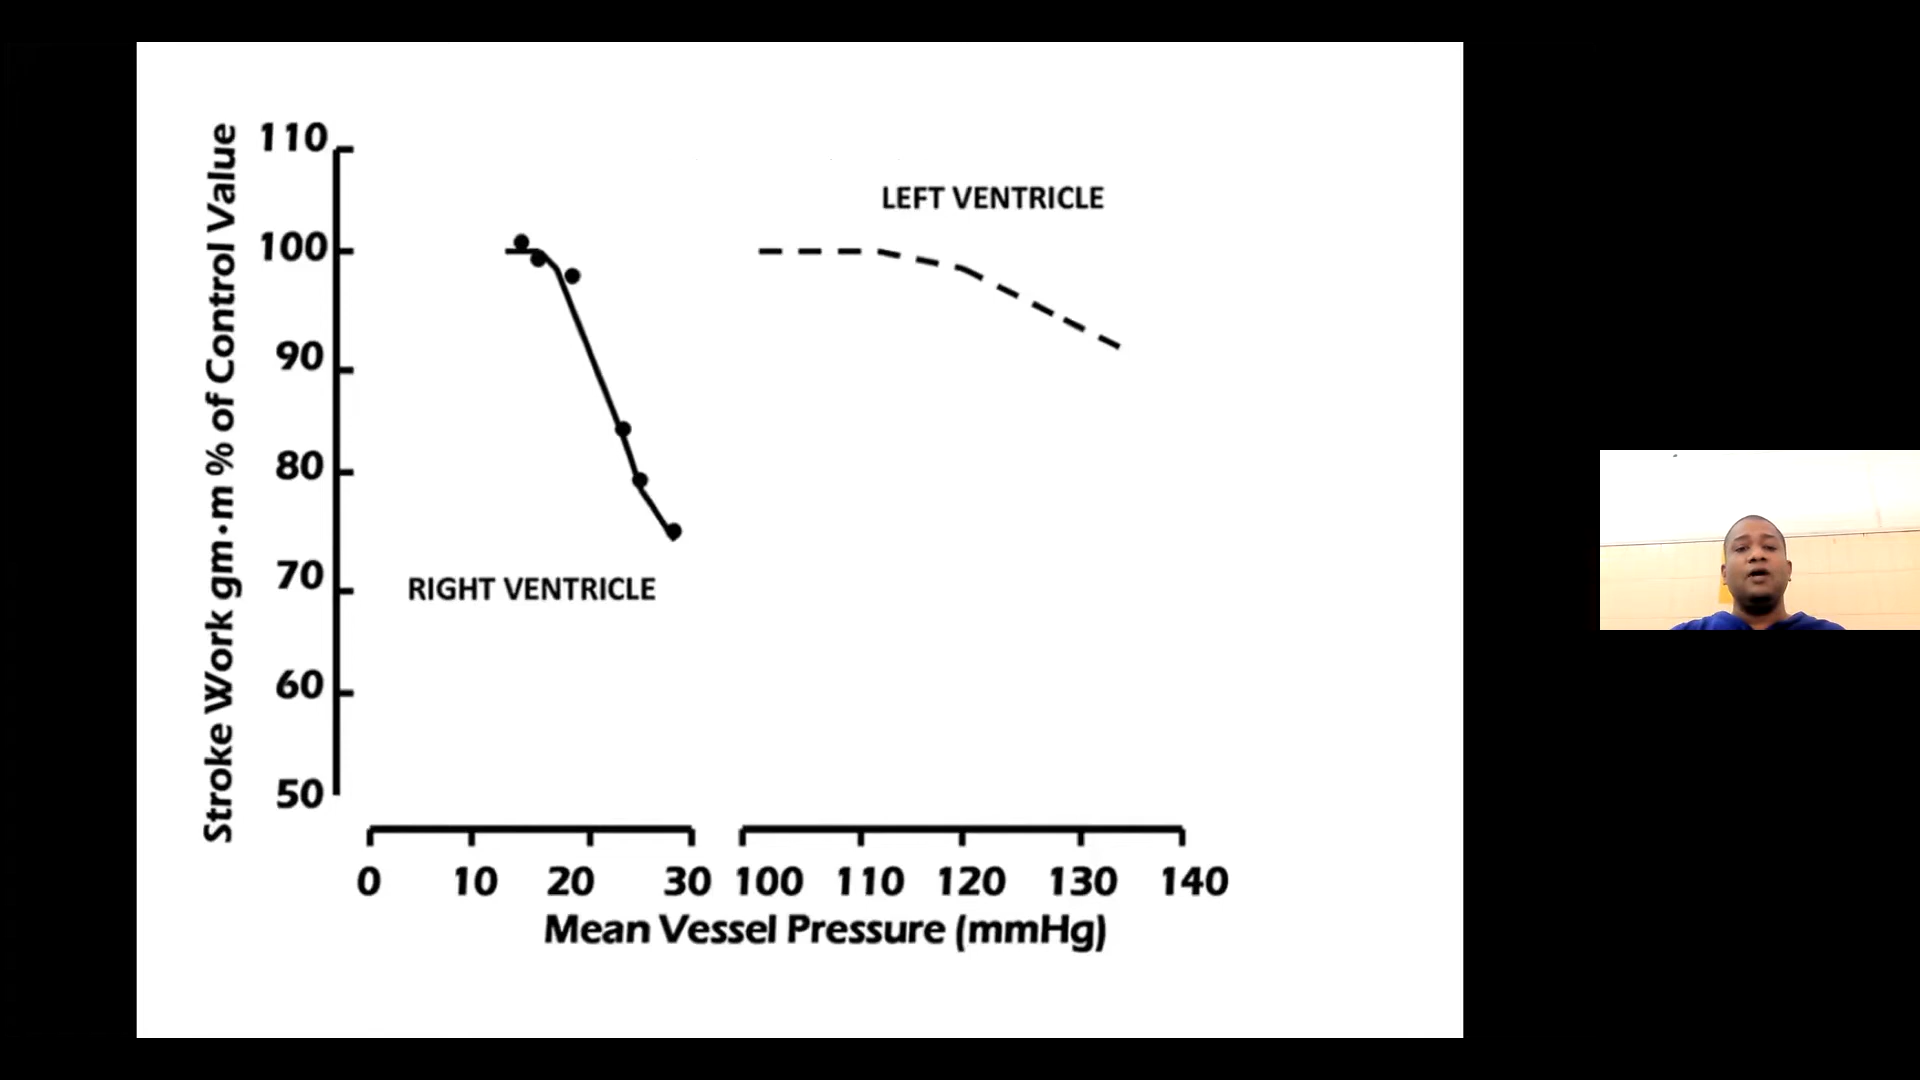 Stroke Work gm·m % of Control Value
110
100
90
80
70
60
50
LEFT VENTRICLE
RIGHT VENTRICLE
0 10 20 30 100 110 120 130 140
Mean Vessel Pressure (mmHg)